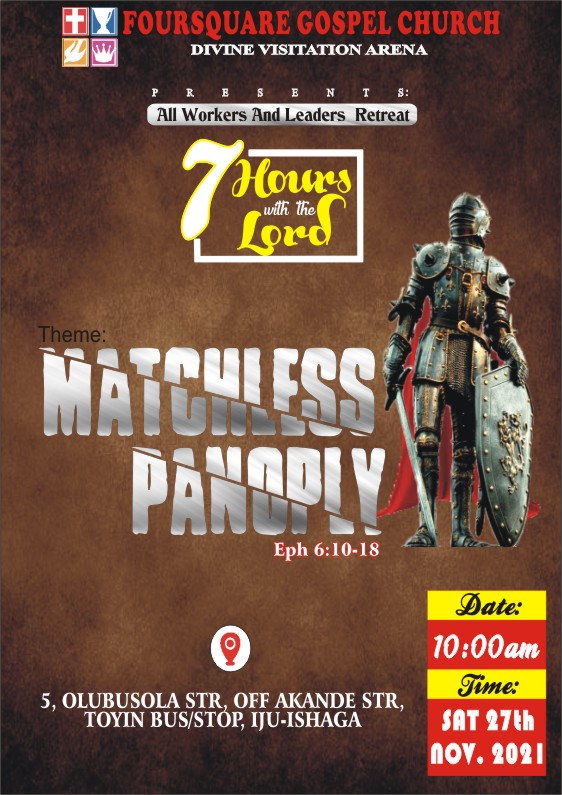 FOURSQUARE GOSPEL CHURCH
DIVINE VISITATION ARENA
PRESENTS:
All Workers And Leaders Retreat
7 Hours
with the
Lord
Theme:
MATCHLESS
PANOPLY
Eph 6:10-18
5, OLUBUSOLA STR, OFF AKANDE STR,
TOYIN BUS/STOP, IJU-ISHAGA
Date:
10:00am
Time:
SAT 27th
NOV. 2021